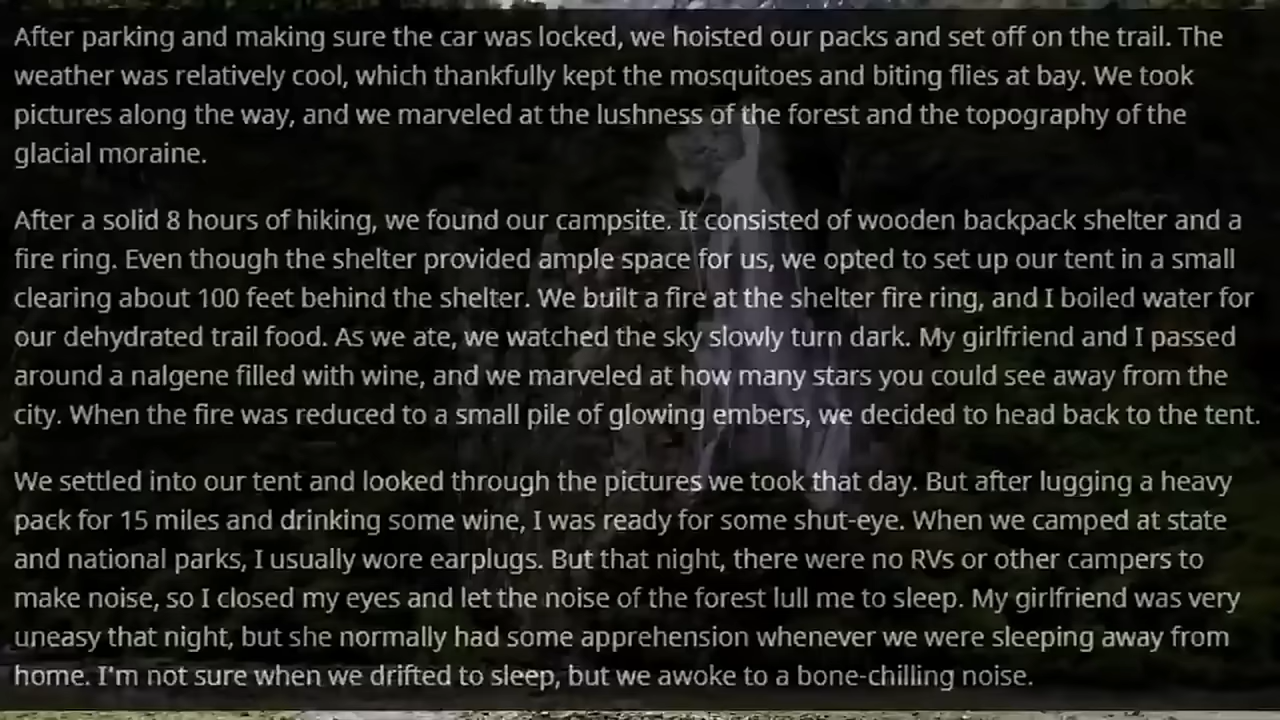 After parking and making sure the car was locked, we hoisted our packs and set off on the trail. The
weather was relatively cool, which thankfully kept the mosquitoes and biting flies at bay. We took
pictures along the way, and we marveled at the lushness of the forest and the topography of the
glacial moraine.
After a solid 8 hours of hiking, we found our campsite. It consisted of wooden backpack shelter and a
fire ring. Even though the shelter provided ample space for us, we opted to set up our tent in a small
clearing about 100 feet behind the shelter. We built a fire at the shelter fire ring, and I boiled water for
our dehydrated trail food. As we ate, we watched the sky slowly turn dark. My girlfriend and I passed
around a nalgene filled with wine, and we marveled at how many stars you could see away from the
city. When the fire was reduced to a small pile of glowing embers, we decided to head back to the tent.
We settled into our tent and looked through the pictures we took that day. But after lugging a heavy
pack for 15 miles and drinking some wine, I was ready for some shut-eye. When we camped at state
and national parks, I usually wore earplugs. But that night, there were no RVs or other campers to
make noise, so I closed my eyes and let the noise of the forest lull me to sleep. My girlfriend was very
uneasy that night, but she normally had some apprehension whenever we were sleeping away from
home. I'm not sure when we drifted to sleep, but we awoke to a bone-chilling noise.